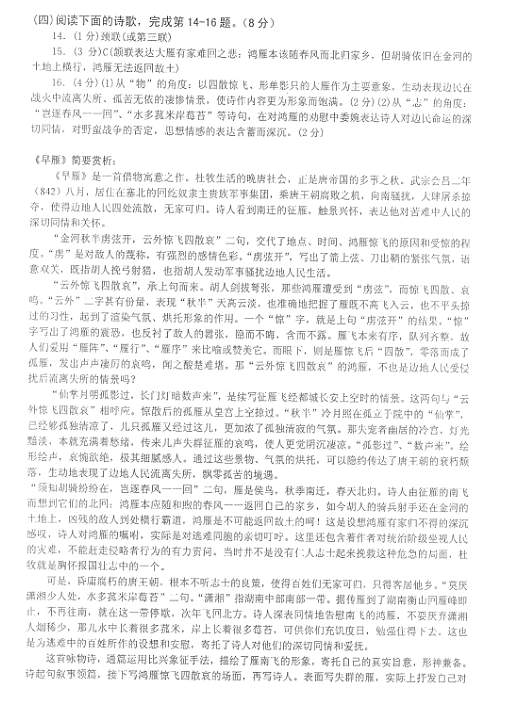 (四)阅读下面的诗歌，完成第14-16题。（8分）
14.（1分）颈联(或第三联)
15.（3分）C(颔联表达大雁有家难回之悲；鸿雁本该随春风而北归家乡，但胡骑依旧在金河的
土地上横行，鸿雁无法返回故土)
16.（4分）(1)从“物”的角度：以四散惊飞、形单影只的大雁作为主要意象，生动表现边民在
战火中流离失所、孤苦无依的凄惨情景，使诗作内容更为形象而饱满。(2分)(2)从“志”的角度：
“岂逐春风一一回”、“水多菰米岸莓苔”等诗句，在对鸿雁的劝慰中委婉表达诗人对边民命运的深
切同情，对野蛮战争的否定，思想情感的表达含蓄而深沉。(2分)
《早雁》简要赏析：
《早雁》是一首借物寓意之作。杜牧生活的晚唐社会，正是唐帝国的多事之秋。武宗会昌二年
（842）八月，居住在塞北的回纥奴隶主贵族军事集团，乘唐王朝腐败之机，向南骚扰，大肆屠杀掠
夺，使得边地人民四处流散，无家可归。诗人看到南迁的征雁，触景兴怀，表达他对苦难中人民的
深切同情和关怀。
“金河秋半虏弦开，云外惊飞四散哀”二句，交代了地点、时间、鸿雁惊飞的原因和受惊的程
度。“虏”是对敌人的蔑称，有强烈的感情色彩。“虏弦开”，写出了箭上弦、刀出鞘的紧张气氛，语
意双关，既指胡人挽弓射猎，也指胡人发动军事骚扰边地人民生活。
“云外惊飞四散哀”，承上句而来。胡人剑拔弩张，那些鸿雁遭受到“虏弦”，而惊飞四散、哀
鸣。“云外”二字甚有份量，表现“秋半”天高云淡，也准确地把握了雁既不高飞入云，也不平头掠
过的习性，起到了渲染气氛、烘托形象的作用。一个“惊”字，就是上句“虏弦开”的结果。“惊”
字写出了鸿雁的震恐，也反衬了敌人的嚣张，隐而不晦，含而不露。雁飞本来有序，队列齐整，故
人们爱用“雁阵”、“雁行”、“雁序”来比喻或赞美它。而眼下，则是雁惊飞后“四散”，零落而成了
孤雁，发出声声凄厉的哀鸣，闻之酸楚难堪。那“云外惊飞四散哀”的鸿雁，不也是边地人民受侵
扰后流离失所的情景吗？
“仙掌月明孤影过，长门灯暗数声来”，是续写征雁飞经都城长安上空时的情景。这两句与“云
外惊飞四散哀”相呼应。惊散后的孤雁从皇宫上空掠过。“秋半”冷月照在孤立于院中的“仙掌”，
已经够孤独清凉了，几只孤雁又经过这儿，更加浓了孤独清寂的气氛。那失宠者幽居的冷宫，灯光
黯淡，本就充满着愁绪，传来几声失群征雁的哀鸣，使人更觉阴沉凄凉。“孤影过”、“数声来”，绘
形绘声，哀惋欲绝，极其细腻感人。通过这些景物、气氛的烘托，可以隐约传达了唐王朝的衰朽颓
落，生动地表现了边地人民流离失所，飘零孤苦的境遇。
“须知胡骑纷纷在，岂逐春风一一回”二句，雁是侯鸟，秋季南迁，春天北归。诗人由征雁的南飞
而想到它们的北回；鸿雁本应随和煦的春风一一返回自己的家乡，如今胡人的骑兵射手还在金河的
土地上，凶残的敌人到处横行霸道，鸿雁是不可能返回故土的呵！这是设想鸿雁有家归不得的深沉
感叹，诗人对鸿雁的嘱咐，实际是对逃难同胞的亲切叮咛。这里还包含着作者对统治阶级坐视人民
的灾难，不能赶走侵略者行为的有力责问。当时并不是没有仁人志士起来挽救这种危急的局面，杜
牧就是胸怀报国壮志中的一个。
可是，昏庸腐朽的唐王朝，根本不听志士的良策，使得百姓们无家可归，只得客居他乡。“莫厌
潇湘少人处，水多菰米岸莓苔”二句。“潇湘”指湖南中部南部一带。据传雁到了湖南衡山回雁峰即
止，不再往南，就在这一带停歇，次年飞回北方。诗人深表同情地告慰南飞的鸿雁，不要厌弃潇湘
人烟稀少，那儿水中长着很多菰米，岸上长着很多莓苔，可供你们充饥度日，勉强住得下去。这也
是为逃难中的百姓所作的设想和安慰，寄托了诗人对他们的深切同情和爱抚。
这首咏物诗，通篇运用比兴象征手法，描绘了雁南飞的形象，寄托自己的真实旨意，形神兼备。
诗起句叙事领篇，接下写鸿雁惊飞四散哀的场面，再写诗人。表面写失群的雁，实际上抒发自己对